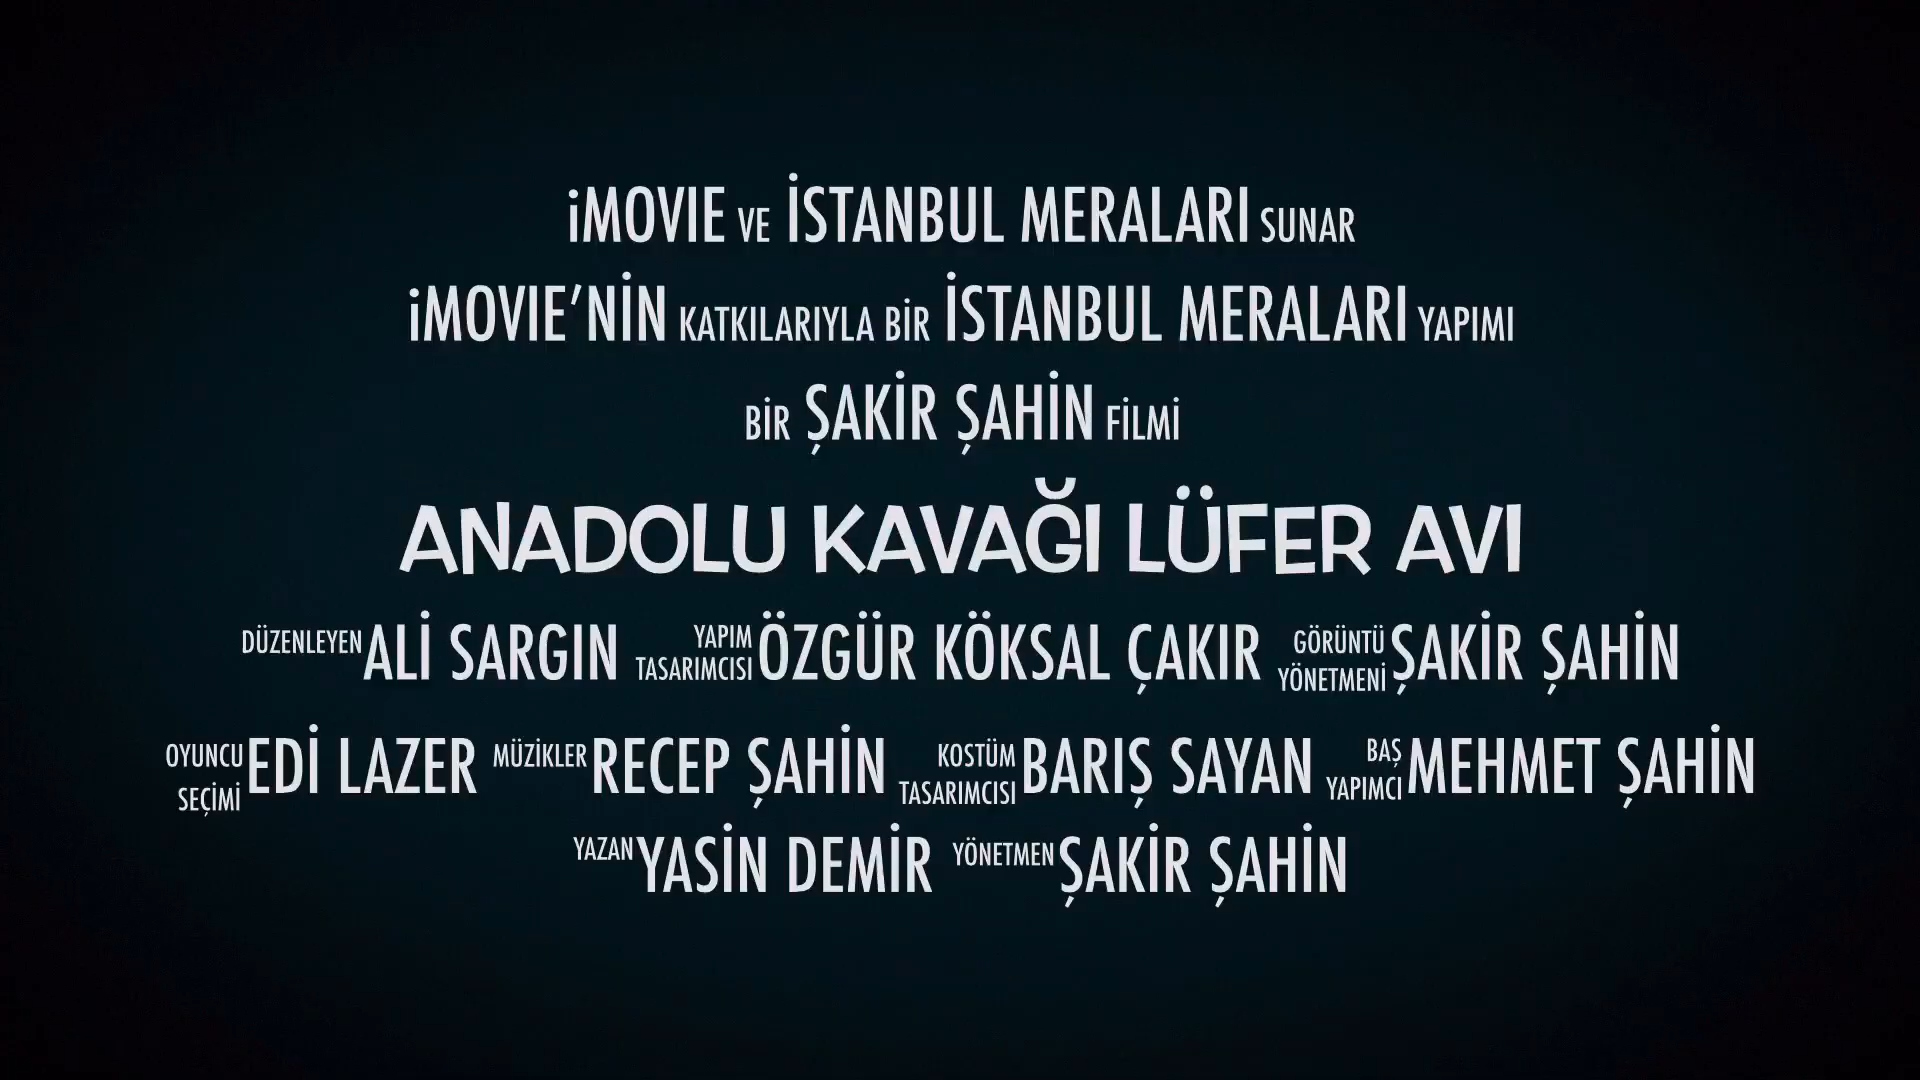 iMOVIE VE İSTANBUL MERALARI SUNAR
iMOVIE’NİN KATKILARIYLA BİR İSTANBUL MERALARI YAPIMI
BİR ŞAKİR ŞAHİN FİLMİ
ANADOLU KAVAĞI LÜFER AVI
DÜZENLEYEN ALİ SARGIN YAPIM TASARIMCISI ÖZGÜR KÖKSAL ÇAKIR GÖRÜNTÜ YÖNETMENİ ŞAKİR ŞAHİN
OYUNCU SEÇİMİ EDİ LAZER MÜZİKLER RECEP ŞAHİN KOSTÜM TASARIMCISI BARIŞ SAYAN BAŞ YAPIMCI MEHMET ŞAHİN
YAZAN YASİN DEMİR YÖNETMEN ŞAKİR ŞAHİN